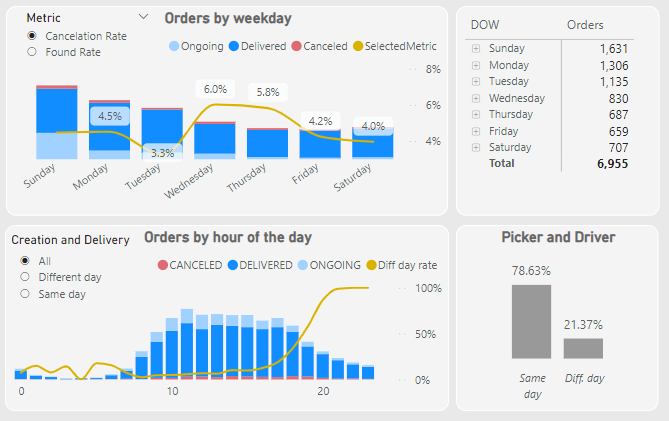 Metric
Cancelation Rate
Found Rate
Orders by weekday
Ongoing Delivered Canceled SelectedMetric
8%
6%
4%
4.5%
3.3%
6.0%
5.8%
4.2%
4.0%
Sunday Monday Tuesday Wednesday Thursday Friday Saturday
DOW Orders
Sunday 1,631
Monday 1,306
Tuesday 1,135
Wednesday 830
Thursday 687
Friday 659
Saturday 707
Total 6,955
Creation and Delivery
All
Different day
Same day
Orders by hour of the day
CANCELED DELIVERED ONGOING Diff day rate
100%
50%
0%
0 10 20
Picker and Driver
78.63%
21.37%
Same day
Diff. day